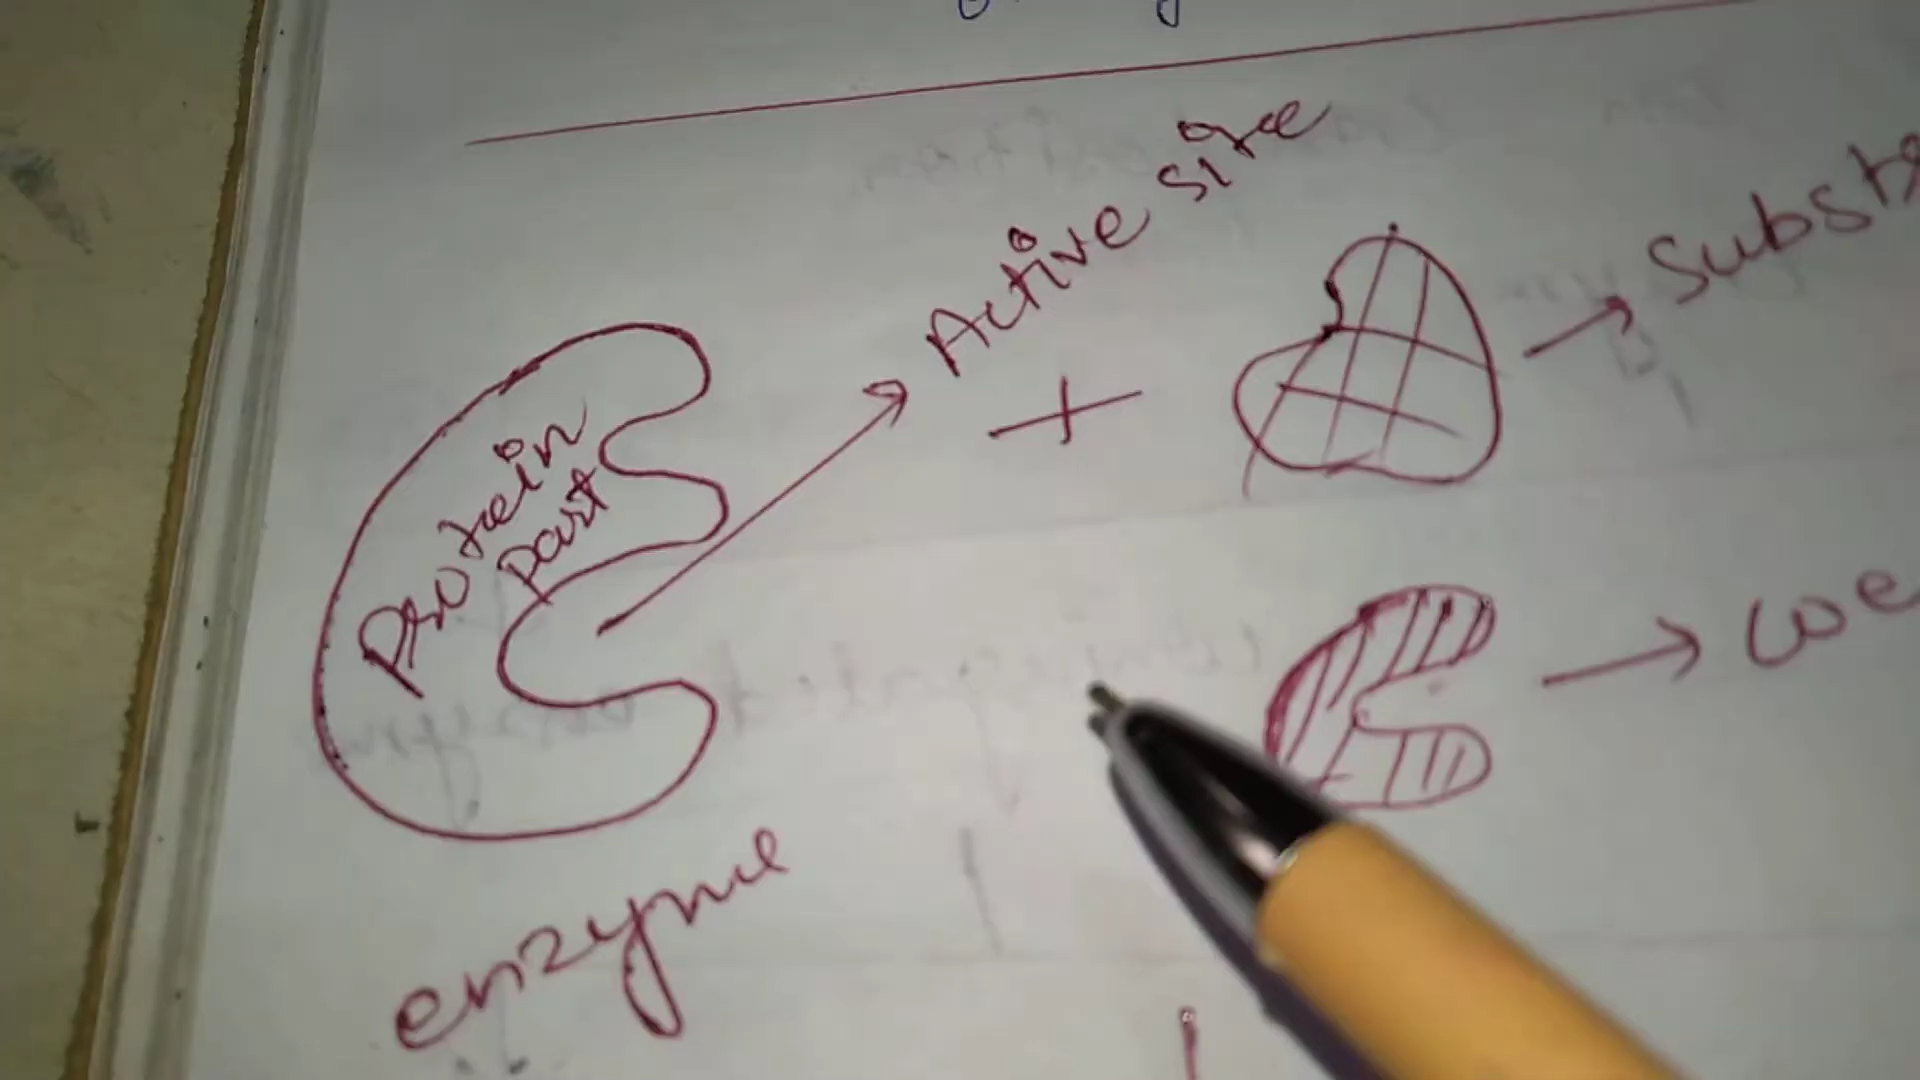 Active site
Substr
Protein
part
we
enzyme